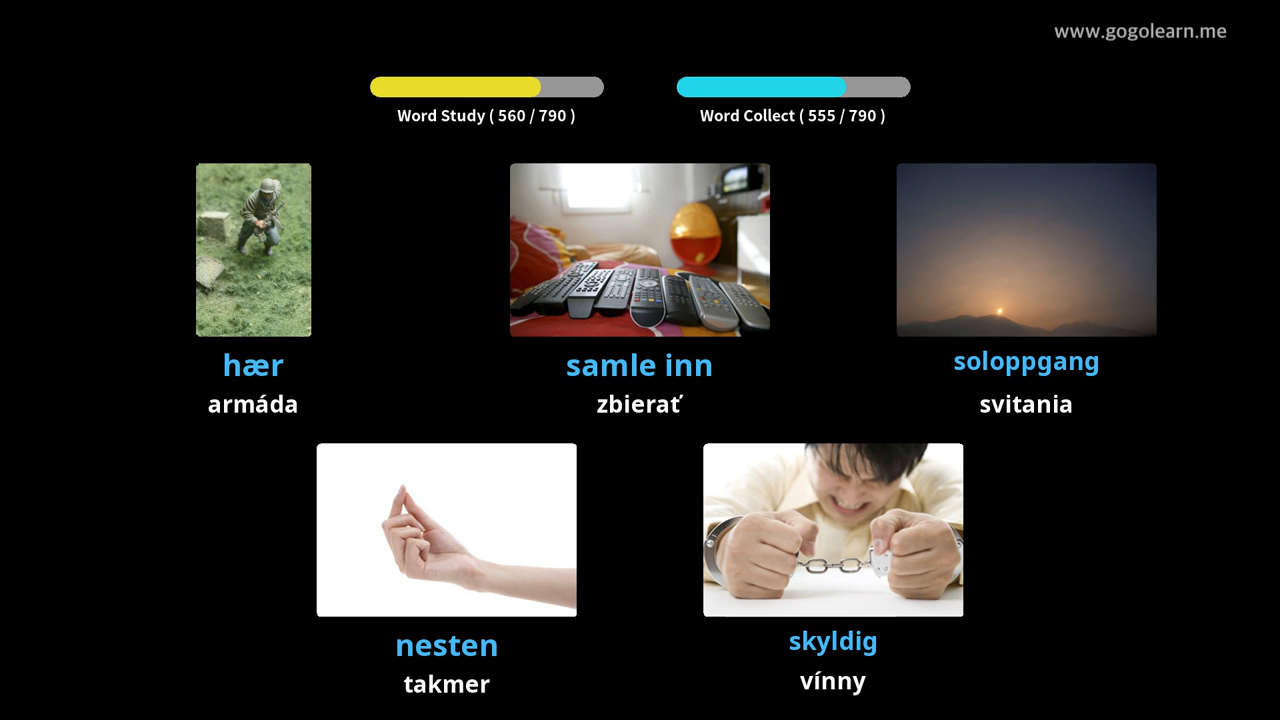 www.gogolearn.me
Word Study ( 560 / 790 )
Word Collect ( 555 / 790 )
hær
armáda
samle inn
zbierať
soloppgang
svitania
nesten
takmer
skyldig
vínny